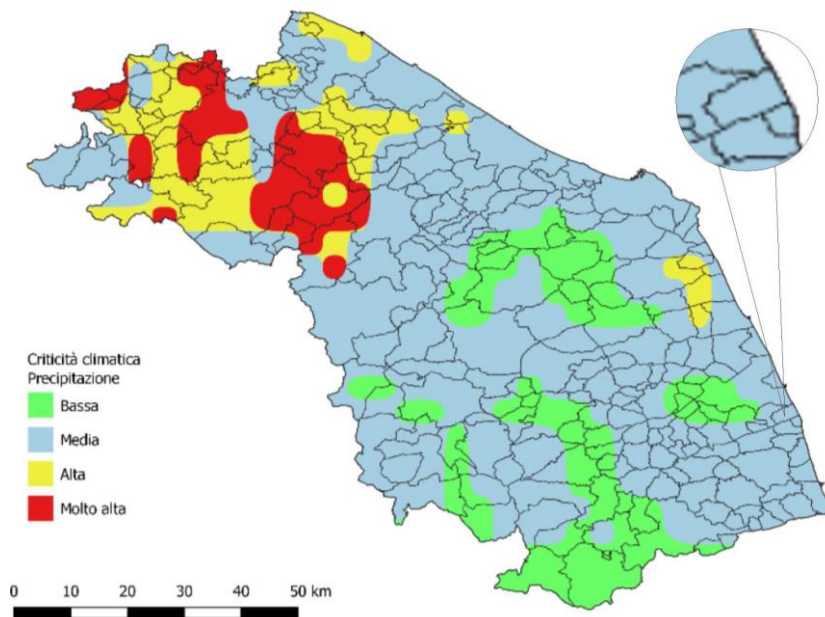 Criticità climatica
Precipitazione
Bassa
Media
Alta
Molto alta
0 10 20 30 40 50 km